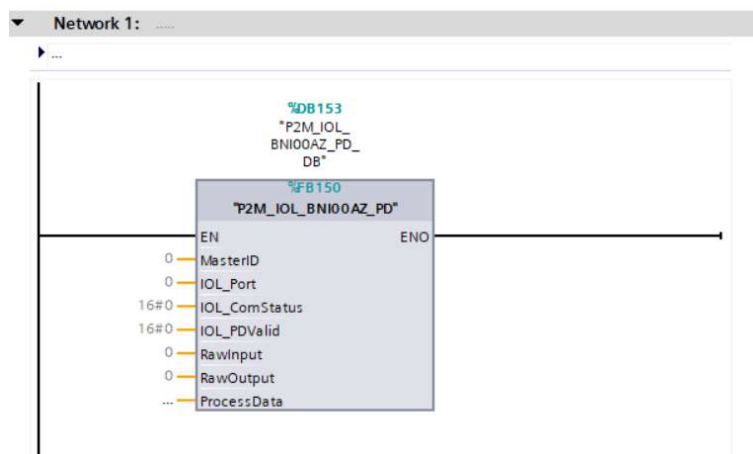 Network 1: .....
...
%DB153
"P2M_IOL_
BNI00AZ_PD_
DB"
%FB150
"P2M_IOL_BNI00AZ_PD"
EN ENO
0 MasterID
0 IOL_Port
16#0 IOL_ComStatus
16#0 IOL_PDValid
0 RawInput
0 RawOutput
... ProcessData